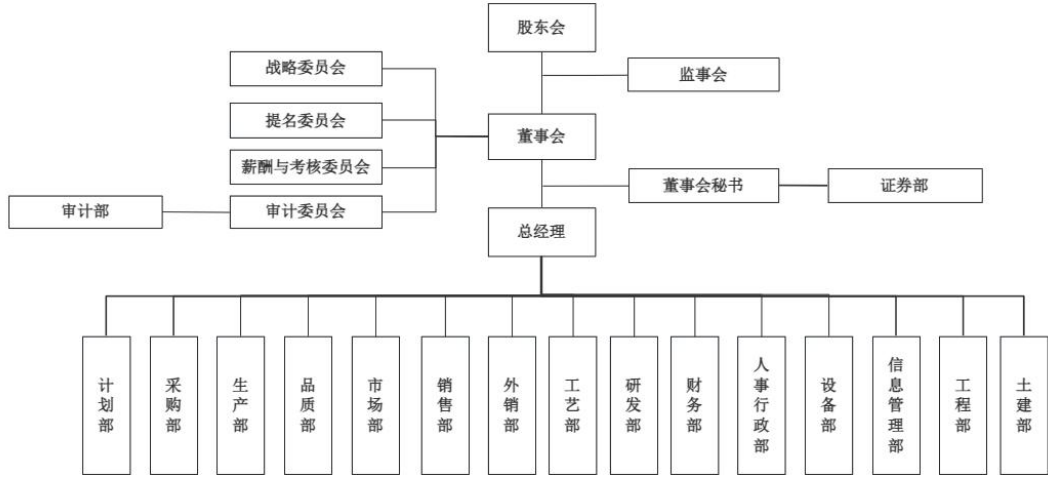 股东会
战略委员会
监事会
提名委员会
董事会
薪酬与考核委员会
董事会秘书
证券部
审计部
审计委员会
总经理
计划部
采购部
生产部
品质部
市场部
销售部
外销部
工艺部
研发部
财务部
人事行政部
设备部
信息管理部
工程部
土建部